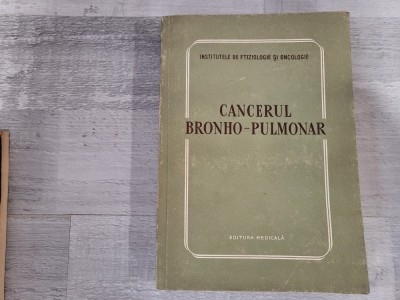 INSTITUTELE DE FTIZIOLOGIE ȘI ONCOLOGIE
CANCERUL
BRONHO-PULMONAR
EDITURA MEDICALĂ